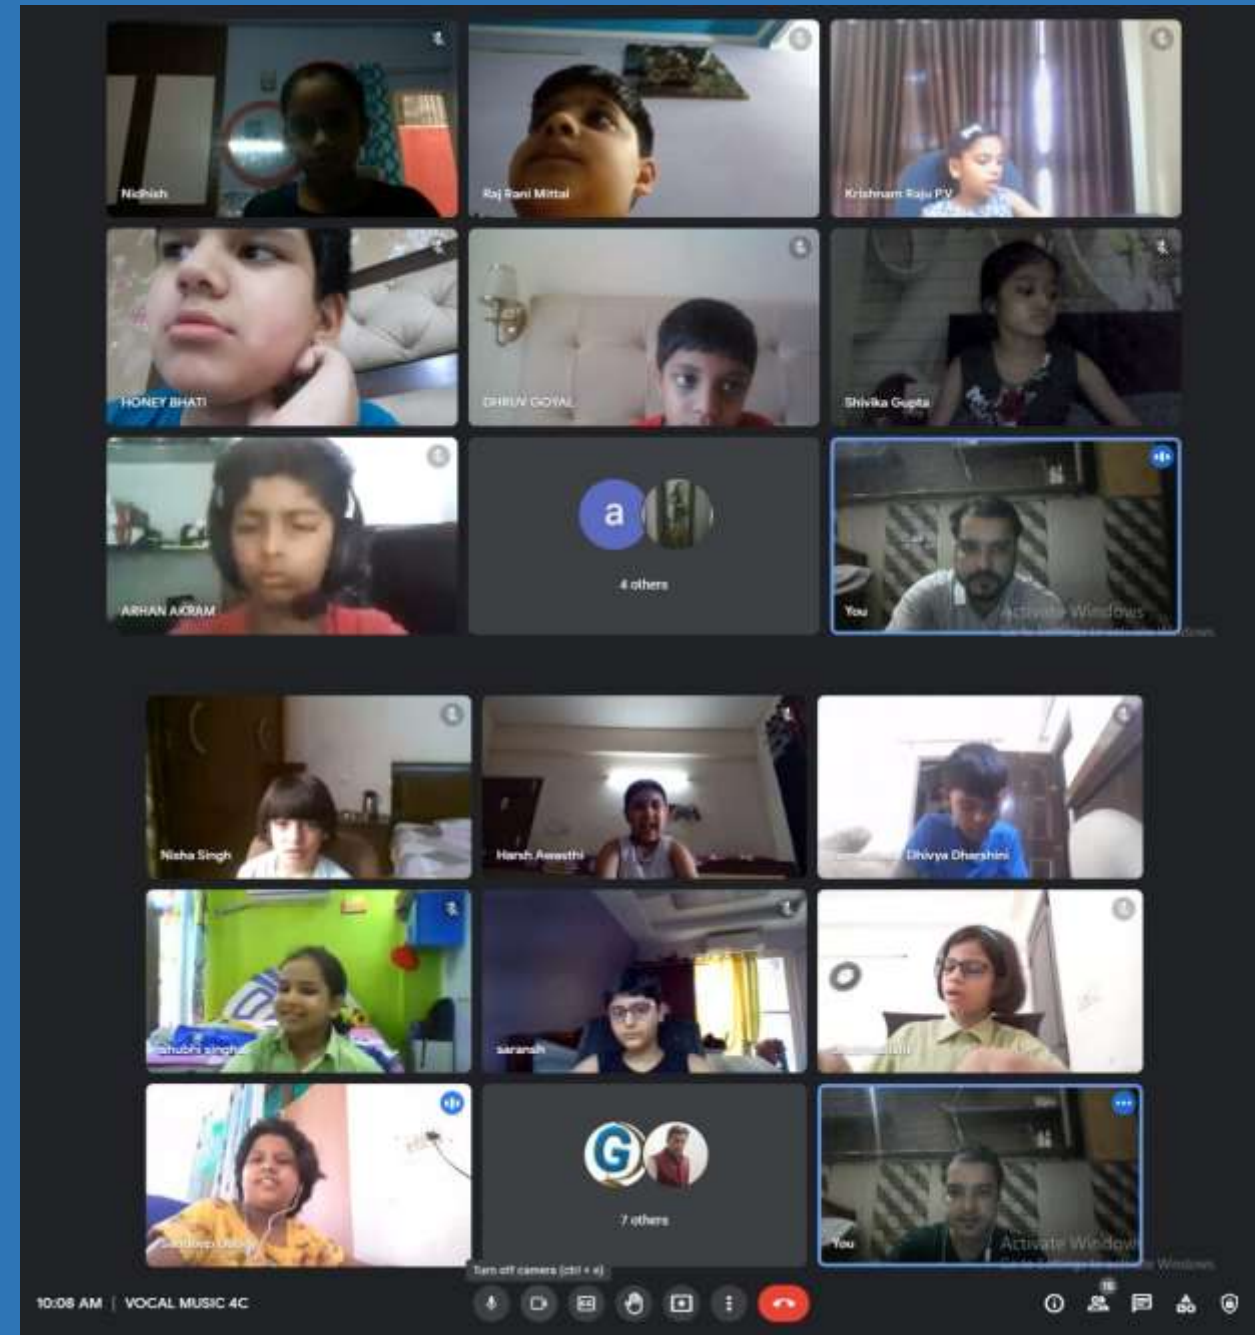 Nidhish
Raj Rani Mittal
Krishnam Raju P.V
HONEY BHATI
DHRUV GOYAL
Shivika Gupta
ARHAN AKRAM
a
4 others
You
Activate Windows
Nisha Singh
Harsh Awasthi
Dhivya Dharshini
shubhi singhal
saransh
G
7 others
You
Activate Windows
Turn off camera (ctrl + e)
10:08 AM | VOCAL MUSIC 4C